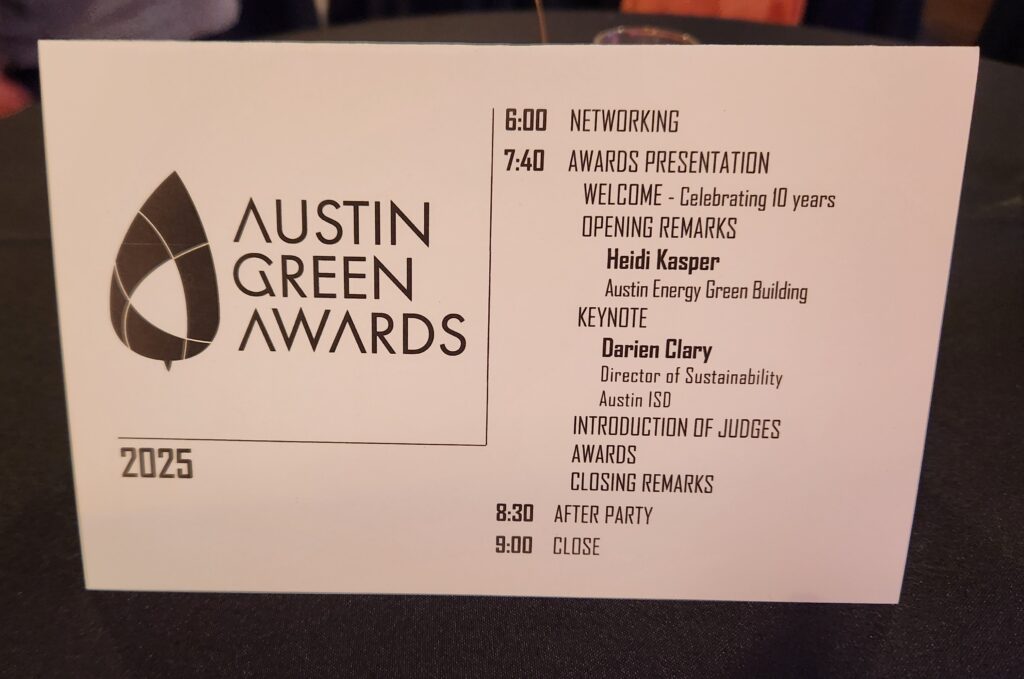 AUSTIN
GREEN
AWARDS
2025
6:00 NETWORKING
7:40 AWARDS PRESENTATION
WELCOME - Celebrating 10 years
OPENING REMARKS
Heidi Kasper
Austin Energy Green Building
KEYNOTE
Darien Clary
Director of Sustainability
Austin ISD
INTRODUCTION OF JUDGES
AWARDS
CLOSING REMARKS
8:30 AFTER PARTY
9:00 CLOSE